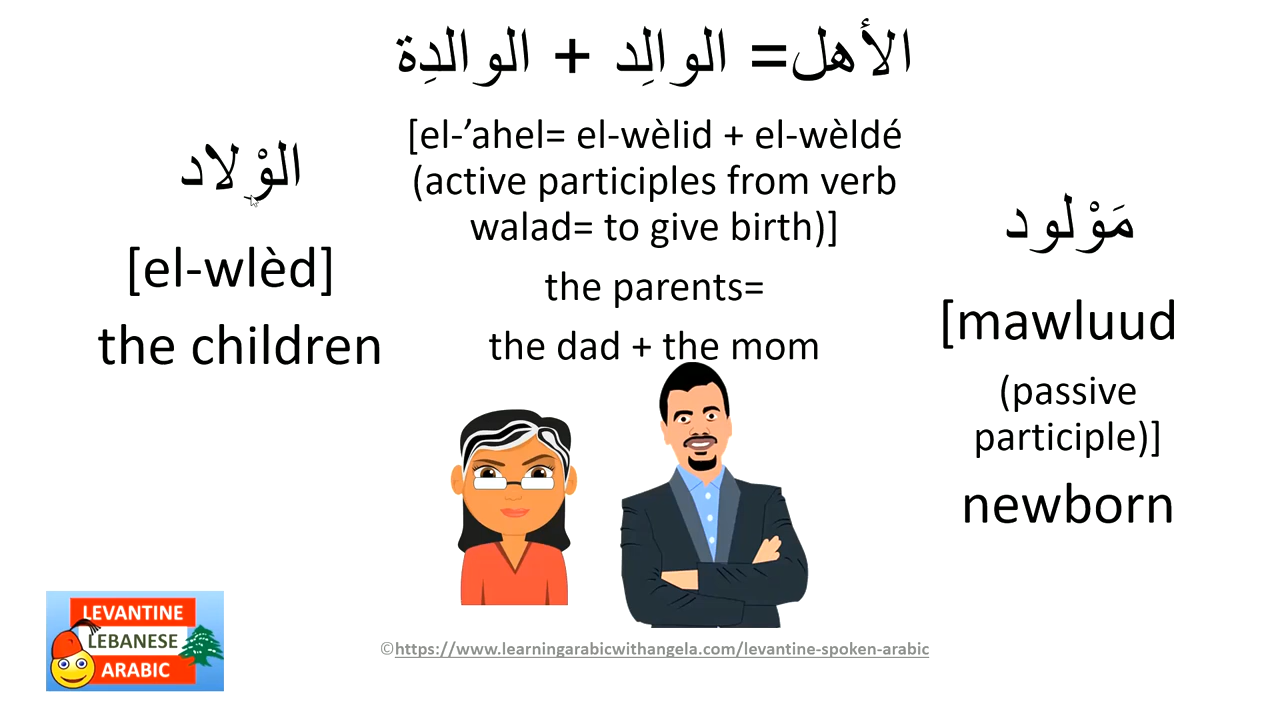 الأهل= الوالِد + الوالدِة
[el-’ahel= el-wèlid + el-wèldé
(active participles from verb
walad= to give birth)]
the parents=
the dad + the mom
الوْلاد
[el-wlèd]
the children
مَوْلود
[mawluud
(passive
participle)]
newborn
LEVANTINE
LEBANESE
ARABIC
©https://www.learningarabicwithangela.com/levantine-spoken-arabic